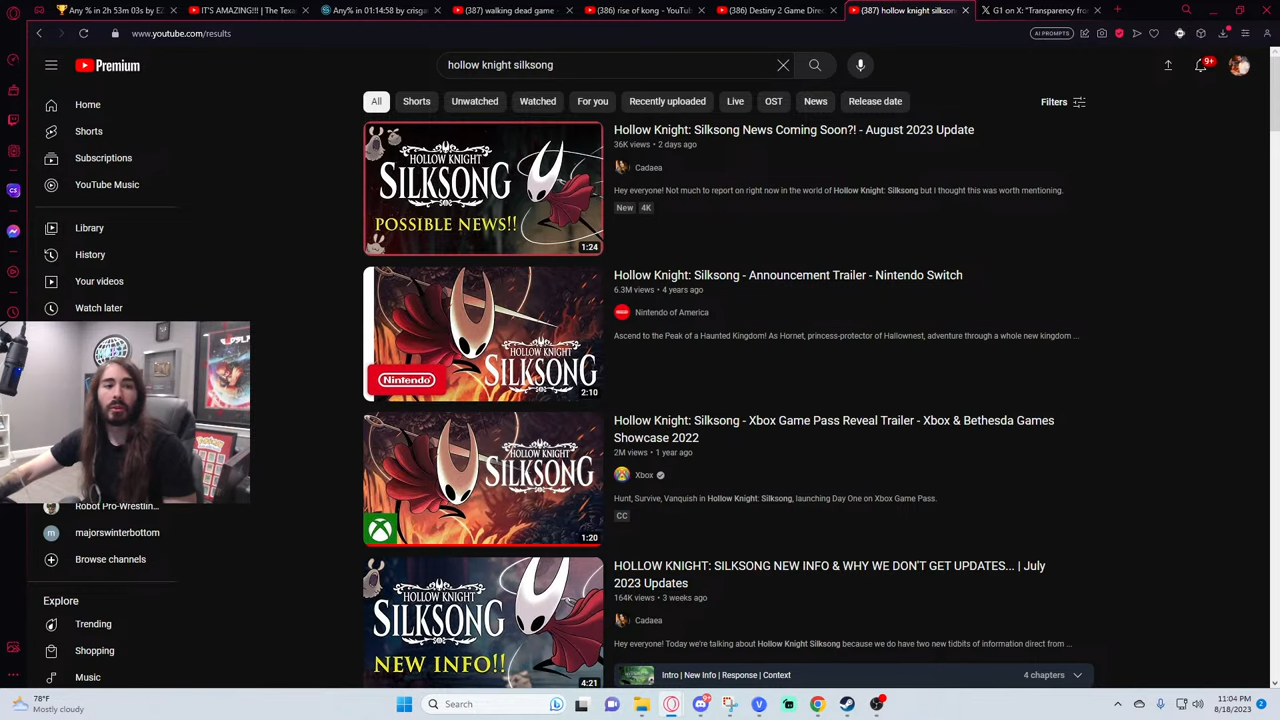 Any % in 2h 53m 03s by EZ
IT'S AMAZING!!! | The Texa
Any% in 01:14:58 by crisgan
(387) walking dead game -
(386) rise of kong - YouTub
(386) Destiny 2 Game Direc
(387) hollow knight silkson
G1 on X: "Transparency fro
www.youtube.com/results
AI PROMPTS
Premium
hollow knight silksong
9+
All
Shorts
Unwatched
Watched
For you
Recently uploaded
Live
OST
News
Release date
Filters
Home
Shorts
Subscriptions
YouTube Music
Library
History
Your videos
Watch later
Robot Pro-Wrestlin...
m
majorswinterbottom
Browse channels
Explore
Trending
Shopping
Music
HOLLOW KNIGHT
SILKSONG
POSSIBLE NEWS!!
1:24
Hollow Knight: Silksong News Coming Soon?! - August 2023 Update
36K views • 2 days ago
Cadaea
Hey everyone! Not much to report on right now in the world of Hollow Knight: Silksong but I thought this was worth mentioning.
New
4K
HOLLOW KNIGHT
SILKSONG
Nintendo
2:10
Hollow Knight: Silksong - Announcement Trailer - Nintendo Switch
6.3M views • 4 years ago
Nintendo of America
Ascend to the Peak of a Haunted Kingdom! As Hornet, princess-protector of Hallownest, adventure through a whole new kingdom ...
HOLLOW KNIGHT
SILKSONG
1:20
Hollow Knight: Silksong - Xbox Game Pass Reveal Trailer - Xbox & Bethesda Games
Showcase 2022
2M views • 1 year ago
Xbox
Hunt, Survive, Vanquish in Hollow Knight: Silksong, launching Day One on Xbox Game Pass.
CC
HOLLOW KNIGHT
SILKSONG
NEW INFO!!
4:21
HOLLOW KNIGHT: SILKSONG NEW INFO & WHY WE DON'T GET UPDATES... | July
2023 Updates
164K views • 3 weeks ago
Cadaea
Hey everyone! Today we're talking about Hollow Knight Silksong because we do have two new tidbits of information direct from ...
Intro | New Info | Response | Context
4 chapters
78°F
Mostly cloudy
Search
9+
11:04 PM
8/18/2023
2